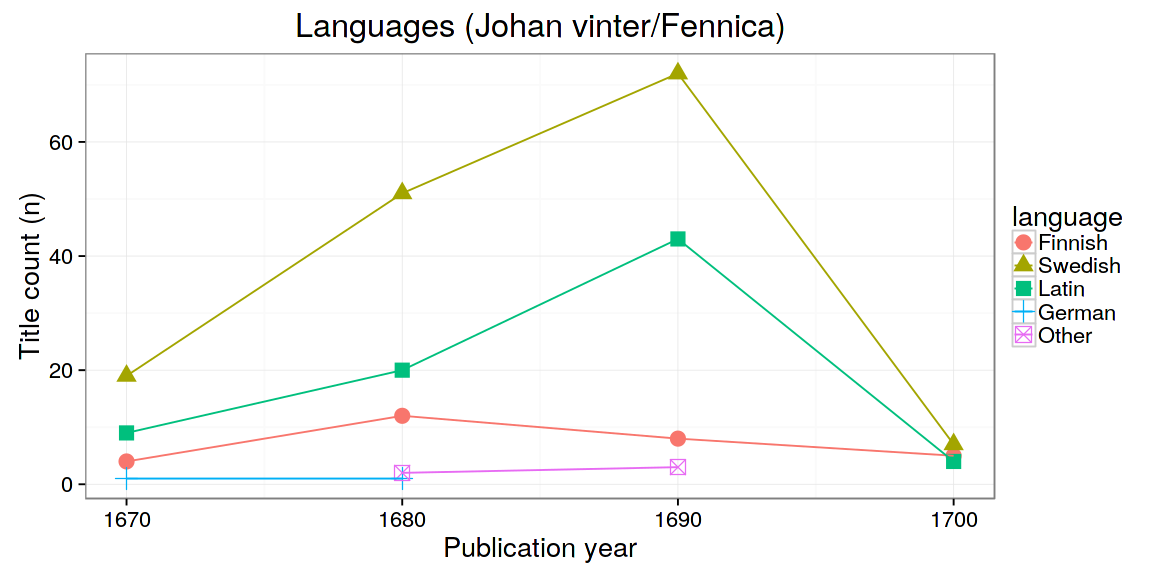 Languages (Johan vinter/Fennica)
Title count (n)
60
40
20
0
1670 1680 1690 1700
Publication year
language
Finnish
Swedish
Latin
German
Other